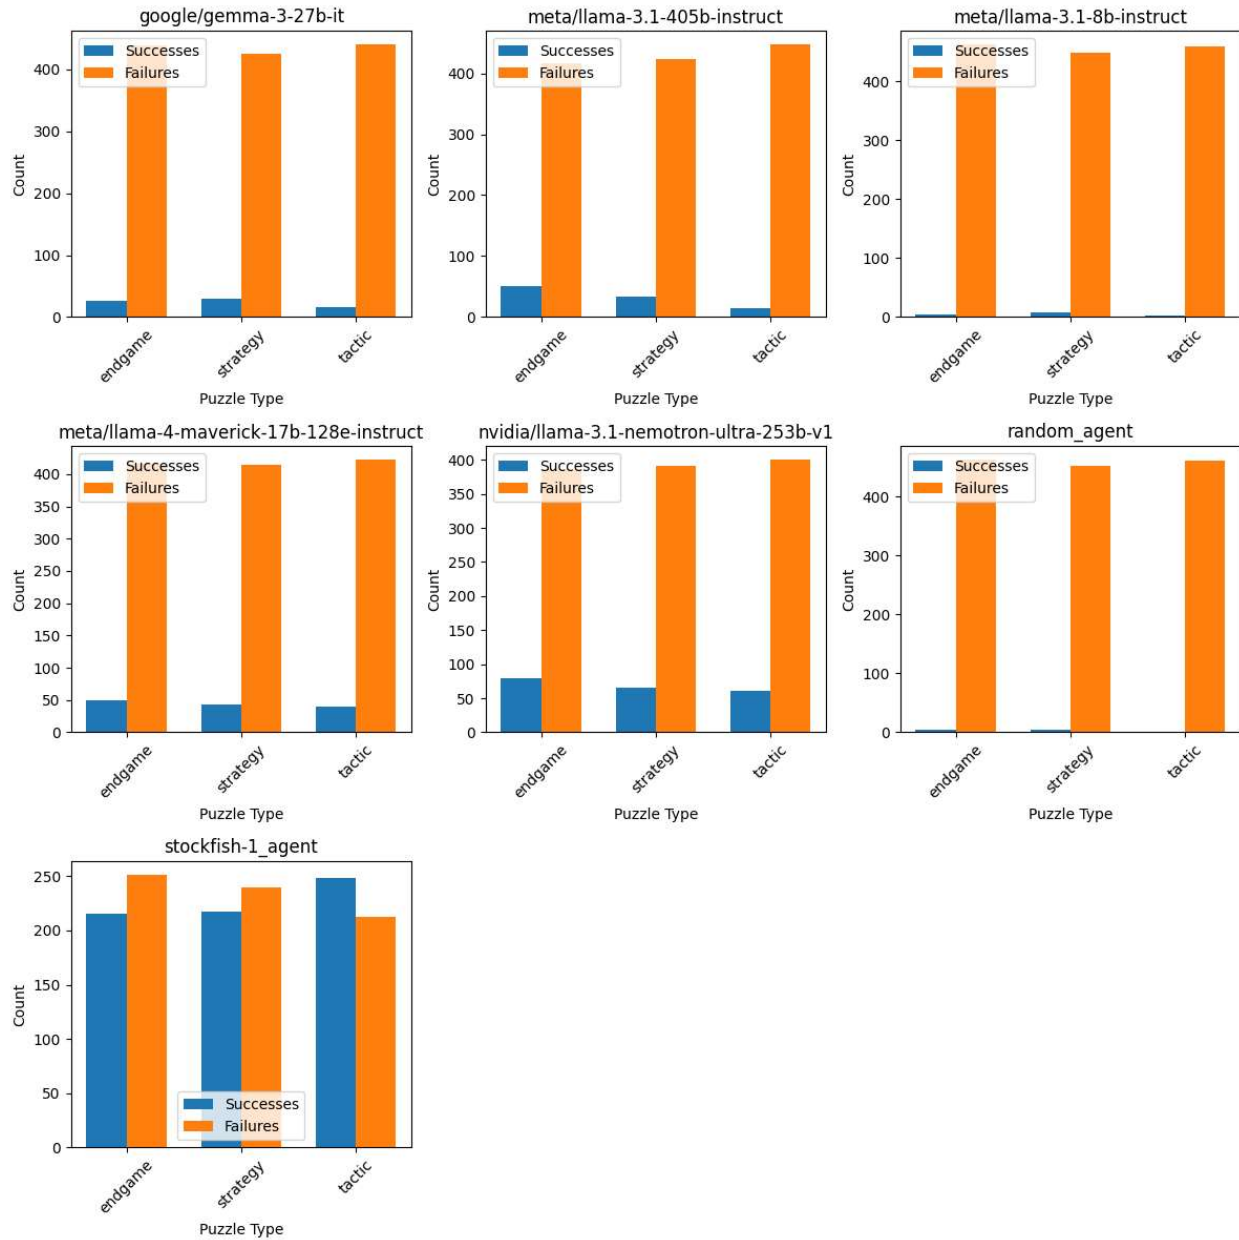 google/gemma-3-27b-it
Successes
Failures
400
300
200
100
0
Count
endgame
strategy
tactic
Puzzle Type
meta/llama-3.1-405b-instruct
Successes
Failures
400
300
200
100
0
Count
endgame
strategy
tactic
Puzzle Type
meta/llama-3.1-8b-instruct
Successes
Failures
400
300
200
100
0
Count
endgame
strategy
tactic
Puzzle Type
meta/llama-4-maverick-17b-128e-instruct
Successes
Failures
400
350
300
250
200
150
100
50
0
Count
endgame
strategy
tactic
Puzzle Type
nvidia/llama-3.1-nemotron-ultra-253b-v1
Successes
Failures
400
350
300
250
200
150
100
50
0
Count
endgame
strategy
tactic
Puzzle Type
random_agent
Successes
Failures
400
300
200
100
0
Count
endgame
strategy
tactic
Puzzle Type
stockfish-1_agent
250
200
150
100
50
0
Count
Successes
Failures
endgame
strategy
tactic
Puzzle Type